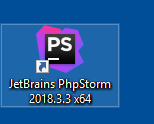 PS
JetBrains PhpStorm
2018.3.3 x64